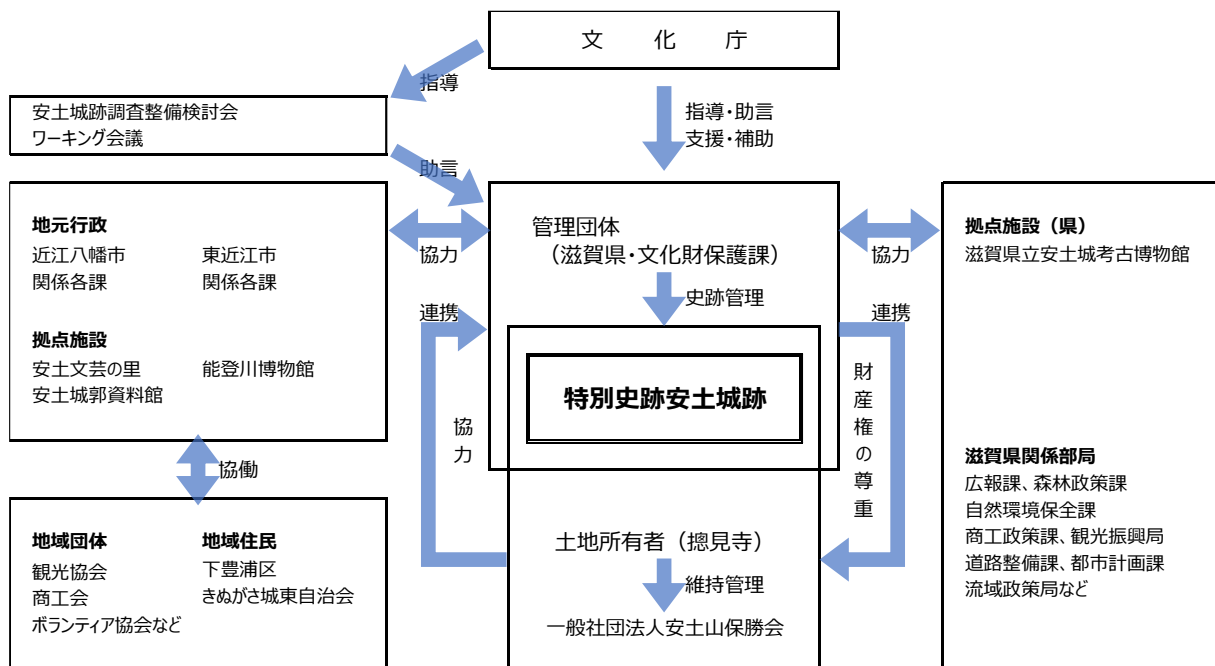 文 化 庁
指導
安土城跡調査整備検討会
ワーキング会議
指導・助言
支援・補助
助言
地元行政
近江八幡市 東近江市
関係各課 関係各課
拠点施設
安土文芸の里 能登川博物館
安土城郭資料館
協力
連携
管理団体
(滋賀県・文化財保護課)
史跡管理
特別史跡安土城跡
協力
連携
拠点施設(県)
滋賀県立安土城考古博物館
協力
財産権の尊重
滋賀県関係部局
広報課、森林政策課
自然環境保全課
商工政策課、観光振興局
道路整備課、都市計画課
流域政策局など
協働
地域団体 地域住民
観光協会 下豊浦区
商工会 きぬがさ城東自治会
ボランティア協会など
土地所有者(摠見寺)
維持管理
一般社団法人安土山保勝会